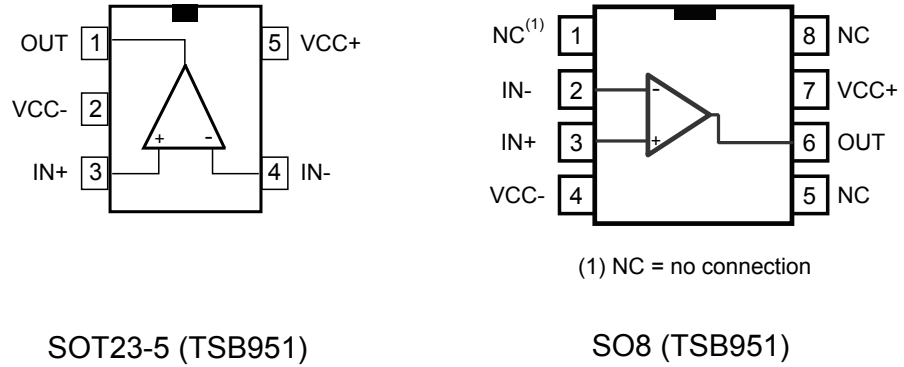 OUT 1
5 VCC+
VCC- 2
+ -
IN+ 3
4 IN-
SOT23-5 (TSB951)
NC(1) 1
8 NC
IN- 2
-
7 VCC+
IN+ 3
+
6 OUT
VCC- 4
5 NC
(1) NC = no connection
SO8 (TSB951)